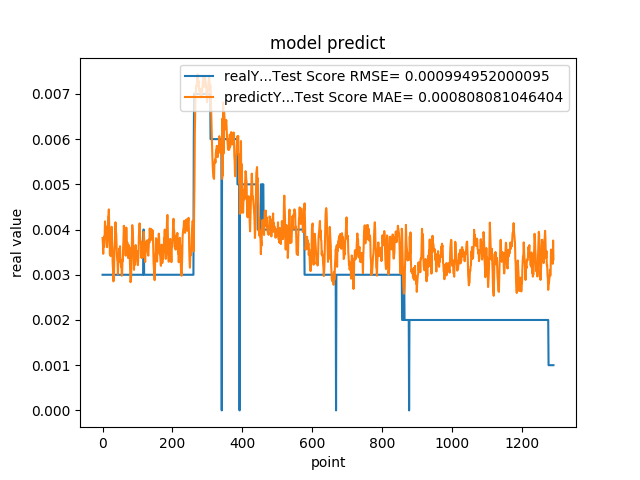 model predict
realY...Test Score RMSE= 0.000994952000095
predictY...Test Score MAE= 0.000808081046404
0.007
0.006
0.005
0.004
0.003
0.002
0.001
0.000
real value
0 200 400 600 800 1000 1200
point